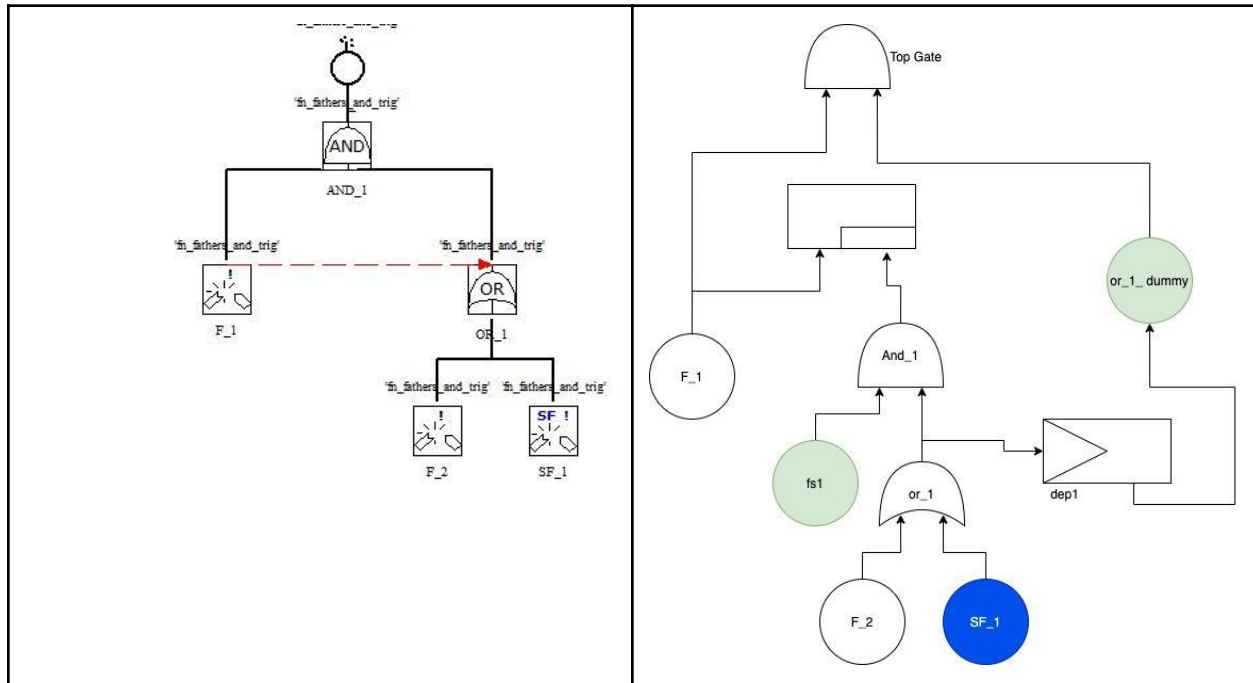 'fn_fathers_and_trig'
AND
AND_1
'fn_fathers_and_trig'
'fn_fathers_and_trig'
!
OR
F_1
OR_1
'fn_fathers_and_trig'
'fn_fathers_and_trig'
!
SF !
F_2
SF_1
Top Gate
or_1_ dummy
F_1
And_1
fs1
or_1
dep1
F_2
SF_1